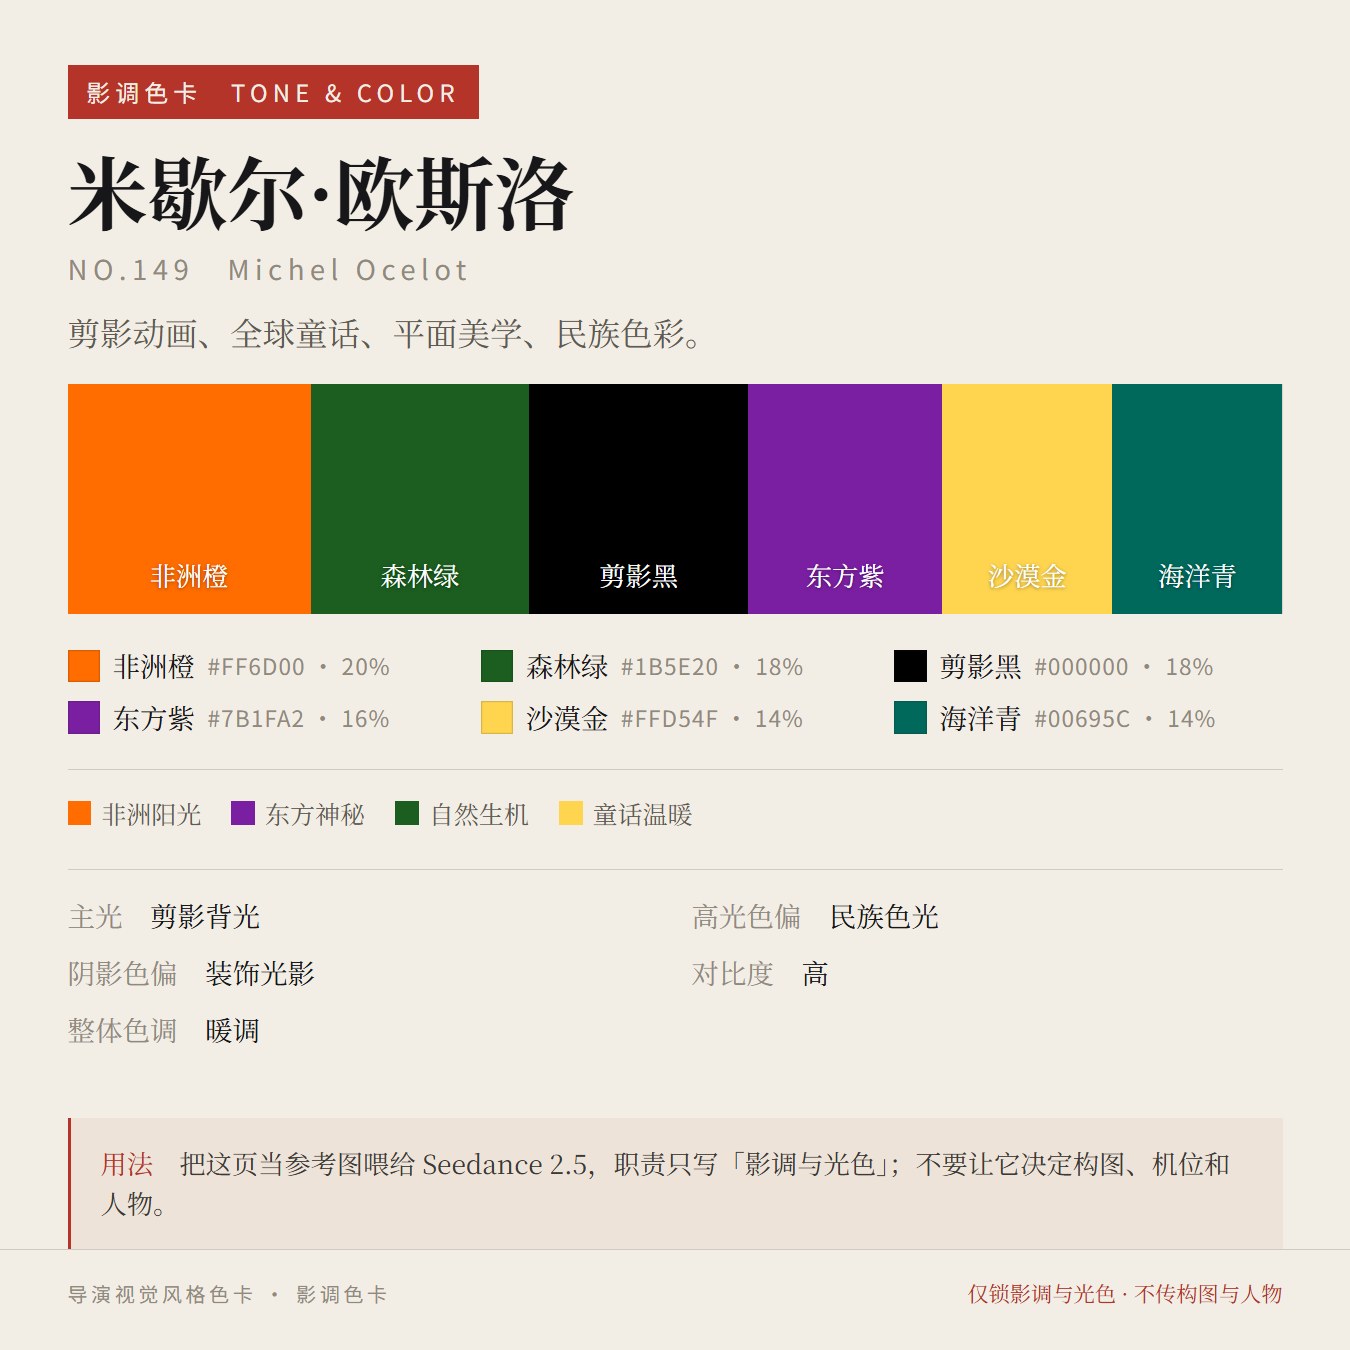 影调色卡 TONE & COLOR
米歇尔·欧斯洛
NO.149 Michel Ocelot
剪影动画、全球童话、平面美学、民族色彩。
非洲橙 森林绿 剪影黑 东方紫 沙漠金 海洋青
非洲橙 #FF6D00 • 20% 森林绿 #1B5E20 • 18% 剪影黑 #000000 • 18%
东方紫 #7B1FA2 • 16% 沙漠金 #FFD54F • 14% 海洋青 #00695C • 14%
非洲阳光 东方神秘 自然生机 童话温暖
主光 剪影背光 高光色偏 民族色光
阴影色偏 装饰光影 对比度 高
整体色调 暖调
用法 把这页当参考图喂给 Seedance 2.5，职责只写「影调与光色」；不要让它决定构图、机位和
人物。
导演视觉风格色卡 • 影调色卡 仅锁影调与光色 · 不传构图与人物